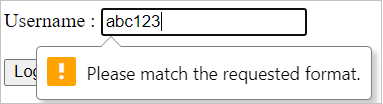 Username : abc123
Please match the requested format.
Log